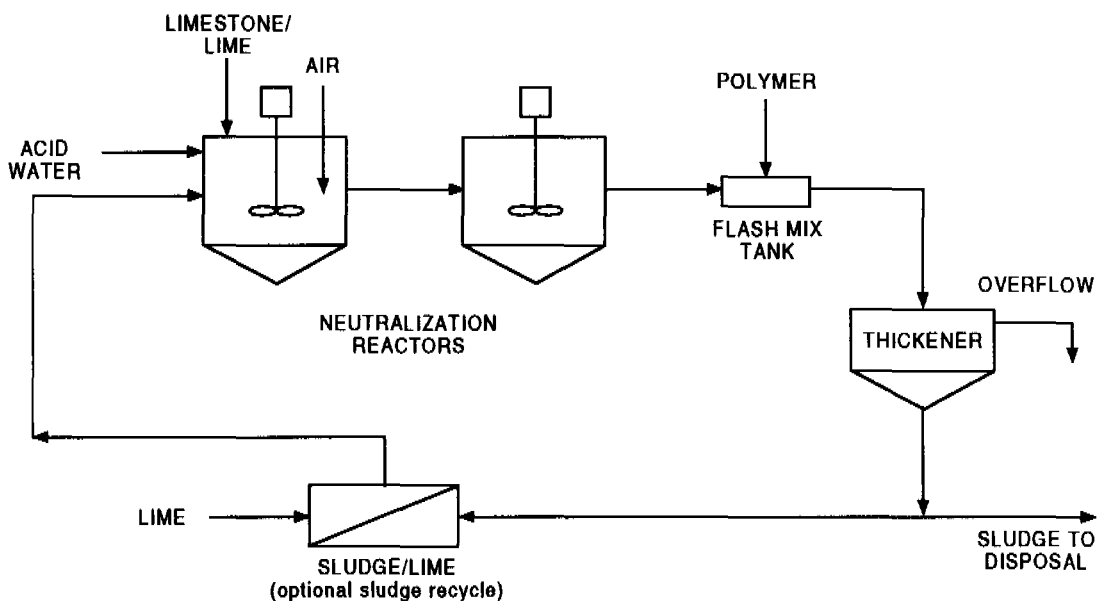 LIMESTONE/
LIME
AIR
POLYMER
ACID
WATER
FLASH MIX
TANK
OVERFLOW
NEUTRALIZATION
REACTORS
THICKENER
LIME
SLUDGE/LIME
(optional sludge recycle)
SLUDGE TO
DISPOSAL